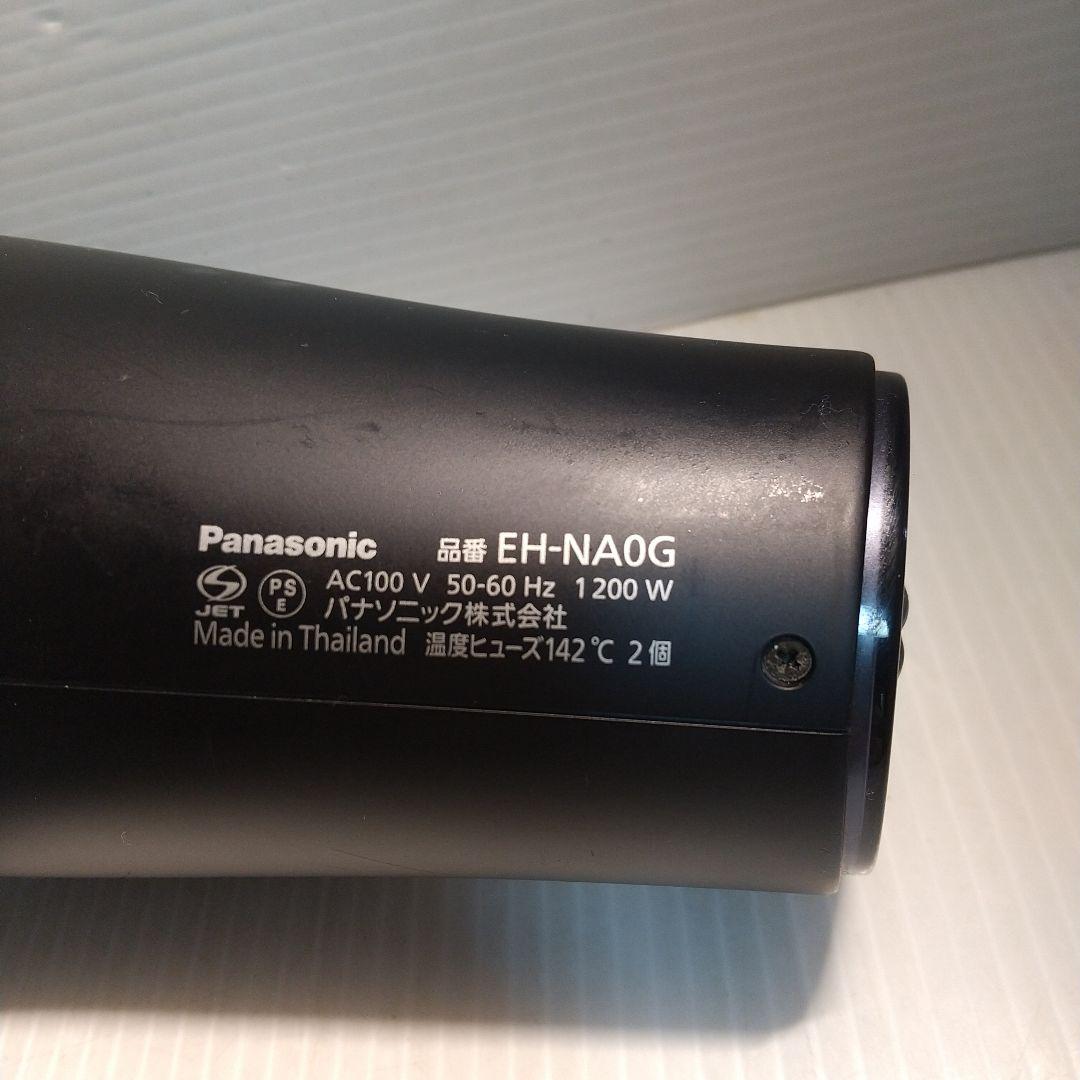 Panasonic 品番 EH-NA0G
JET PS E AC100 V 50-60 Hz 1200 W
パナソニック株式会社
Made in Thailand 温度ヒューズ142℃ 2個